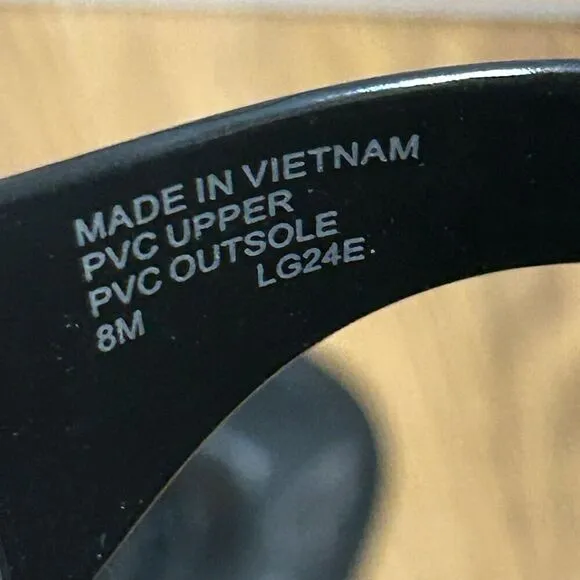 MADE IN VIETNAM
PVC UPPER
PVC OUTSOLE
8M LG24E